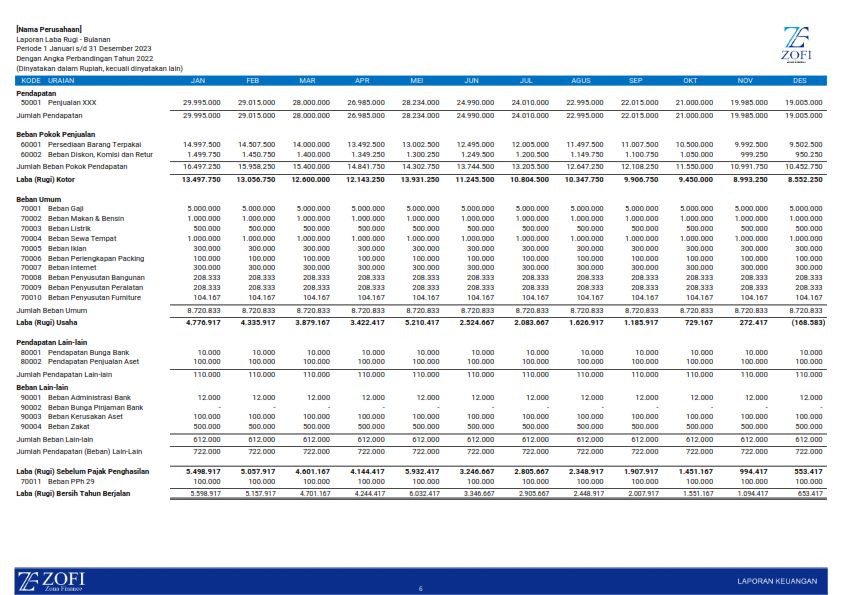 [Nama Perusahaan]
Laporan Laba Rugi - Bulanan
Periode 1 Januari s/d 31 Desember 2023
Dengan Angka Perbandingan Tahun 2022
(Dinyatakan dalam Rupiah, kecuali dinyatakan lain)
ZOFI
Zona Finance
KODE URAIAN JAN FEB MAR APR MEI JUN JUL AGUS SEP OKT NOV DES
Pendapatan
50001 Penjualan XXX 29.995.000 29.015.000 28.000.000 26.985.000 28.234.000 24.990.000 24.010.000 22.995.000 22.015.000 21.000.000 19.985.000 19.005.000
Jumlah Pendapatan 29.995.000 29.015.000 28.000.000 26.985.000 28.234.000 24.990.000 24.010.000 22.995.000 22.015.000 21.000.000 19.985.000 19.005.000
Beban Pokok Penjualan
60001 Persediaan Barang Terpakai 14.997.500 14.507.500 14.000.000 13.492.500 13.002.500 12.495.000 12.005.000 11.497.500 11.007.500 10.500.000 9.992.500 9.502.500
60002 Beban Diskon, Komisi dan Retur 1.499.750 1.450.750 1.400.000 1.349.250 1.300.250 1.249.500 1.200.500 1.149.750 1.100.750 1.050.000 999.250 950.250
Jumlah Beban Pokok Pendapatan 16.497.250 15.958.250 15.400.000 14.841.750 14.302.750 13.744.500 13.205.500 12.647.250 12.108.250 11.550.000 10.991.750 10.452.750
Laba (Rugi) Kotor 13.497.750 13.056.750 12.600.000 12.143.250 13.931.250 11.245.500 10.804.500 10.347.750 9.906.750 9.450.000 8.993.250 8.552.250
Beban Umum
70001 Beban Gaji 5.000.000 5.000.000 5.000.000 5.000.000 5.000.000 5.000.000 5.000.000 5.000.000 5.000.000 5.000.000 5.000.000 5.000.000
70002 Beban Makan & Bensin 1.000.000 1.000.000 1.000.000 1.000.000 1.000.000 1.000.000 1.000.000 1.000.000 1.000.000 1.000.000 1.000.000 1.000.000
70003 Beban Listrik 500.000 500.000 500.000 500.000 500.000 500.000 500.000 500.000 500.000 500.000 500.000 500.000
70004 Beban Sewa Tempat 1.000.000 1.000.000 1.000.000 1.000.000 1.000.000 1.000.000 1.000.000 1.000.000 1.000.000 1.000.000 1.000.000 1.000.000
70005 Beban Iklan 300.000 300.000 300.000 300.000 300.000 300.000 300.000 300.000 300.000 300.000 300.000 300.000
70006 Beban Perlengkapan Packing 100.000 100.000 100.000 100.000 100.000 100.000 100.000 100.000 100.000 100.000 100.000 100.000
70007 Beban Internet 300.000 300.000 300.000 300.000 300.000 300.000 300.000 300.000 300.000 300.000 300.000 300.000
70008 Beban Penyusutan Bangunan 208.333 208.333 208.333 208.333 208.333 208.333 208.333 208.333 208.333 208.333 208.333 208.333
70009 Beban Penyusutan Peralatan 208.333 208.333 208.333 208.333 208.333 208.333 208.333 208.333 208.333 208.333 208.333 208.333
70010 Beban Penyusutan Furniture 104.167 104.167 104.167 104.167 104.167 104.167 104.167 104.167 104.167 104.167 104.167 104.167
Jumlah Beban Umum 8.720.833 8.720.833 8.720.833 8.720.833 8.720.833 8.720.833 8.720.833 8.720.833 8.720.833 8.720.833 8.720.833 8.720.833
Laba (Rugi) Usaha 4.776.917 4.335.917 3.879.167 3.422.417 5.210.417 2.524.667 2.083.667 1.626.917 1.185.917 729.167 272.417 (168.583)
Pendapatan Lain-lain
80001 Pendapatan Bunga Bank 10.000 10.000 10.000 10.000 10.000 10.000 10.000 10.000 10.000 10.000 10.000 10.000
80002 Pendapatan Penjualan Aset 100.000 100.000 100.000 100.000 100.000 100.000 100.000 100.000 100.000 100.000 100.000 100.000
Jumlah Pendapatan Lain-lain 110.000 110.000 110.000 110.000 110.000 110.000 110.000 110.000 110.000 110.000 110.000 110.000
Beban Lain-lain
90001 Beban Administrasi Bank 12.000 12.000 12.000 12.000 12.000 12.000 12.000 12.000 12.000 12.000 12.000 12.000
90002 Beban Bunga Pinjaman Bank - - - - - - - - - - - -
90003 Beban Kerusakan Aset 100.000 100.000 100.000 100.000 100.000 100.000 100.000 100.000 100.000 100.000 100.000 100.000
90004 Beban Zakat 500.000 500.000 500.000 500.000 500.000 500.000 500.000 500.000 500.000 500.000 500.000 500.000
Jumlah Beban Lain-lain 612.000 612.000 612.000 612.000 612.000 612.000 612.000 612.000 612.000 612.000 612.000 612.000
Jumlah Pendapatan (Beban) Lain-Lain 722.000 722.000 722.000 722.000 722.000 722.000 722.000 722.000 722.000 722.000 722.000 722.000
Laba (Rugi) Sebelum Pajak Penghasilan 5.498.917 5.057.917 4.601.167 4.144.417 5.932.417 3.246.667 2.805.667 2.348.917 1.907.917 1.451.167 994.417 553.417
70011 Beban PPh 29 100.000 100.000 100.000 100.000 100.000 100.000 100.000 100.000 100.000 100.000 100.000 100.000
Laba (Rugi) Bersih Tahun Berjalan 5.598.917 5.157.917 4.701.167 4.244.417 6.032.417 3.346.667 2.905.667 2.448.917 2.007.917 1.551.167 1.094.417 653.417
ZOFI
Zona Finance
6
LAPORAN KEUANGAN